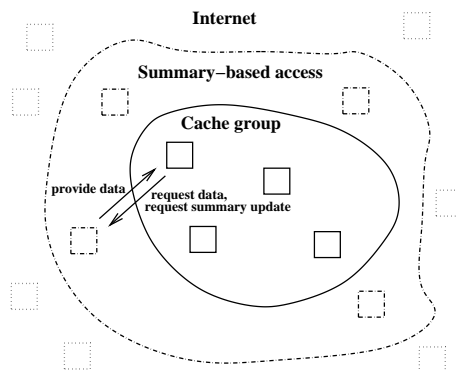 Internet
Summary–based access
Cache group
provide data
request data,
request summary update